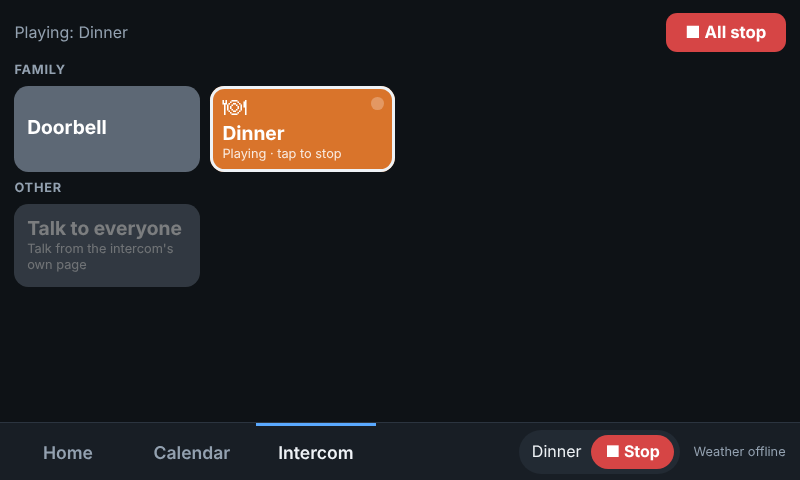 Playing: Dinner
All stop
FAMILY
Doorbell
Dinner
Playing · tap to stop
OTHER
Talk to everyone
Talk from the intercom's
own page
Home
Calendar
Intercom
Dinner
Stop
Weather offline